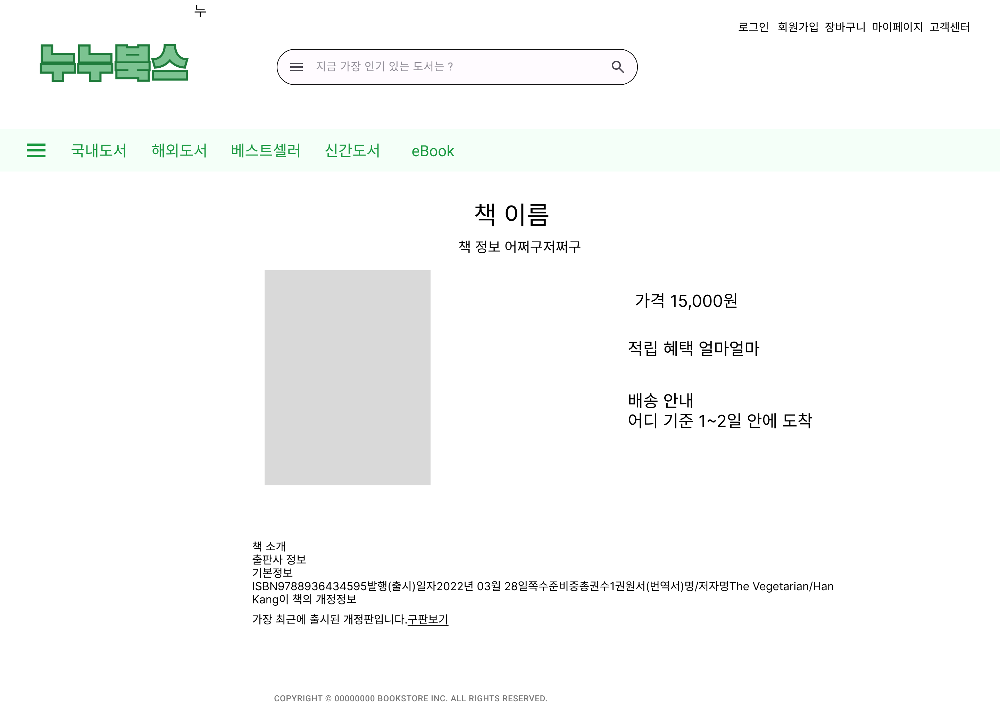 누
로그인 회원가입 장바구니 마이페이지 고객센터
누누북스
지금 가장 인기 있는 도서는 ?
국내도서 해외도서 베스트셀러 신간도서 eBook
책 이름
책 정보 어쩌구저쩌구
가격 15,000원
적립 혜택 얼마얼마
배송 안내
어디 기준 1~2일 안에 도착
책 소개
출판사 정보
기본정보
ISBN9788936434595발행(출시)일자2022년 03월 28일쪽수준비중총권수1권원서(번역서)명/저자명The Vegetarian/Han
Kang이 책의 개정정보
가장 최근에 출시된 개정판입니다.구판보기
COPYRIGHT © 00000000 BOOKSTORE INC. ALL RIGHTS RESERVED.